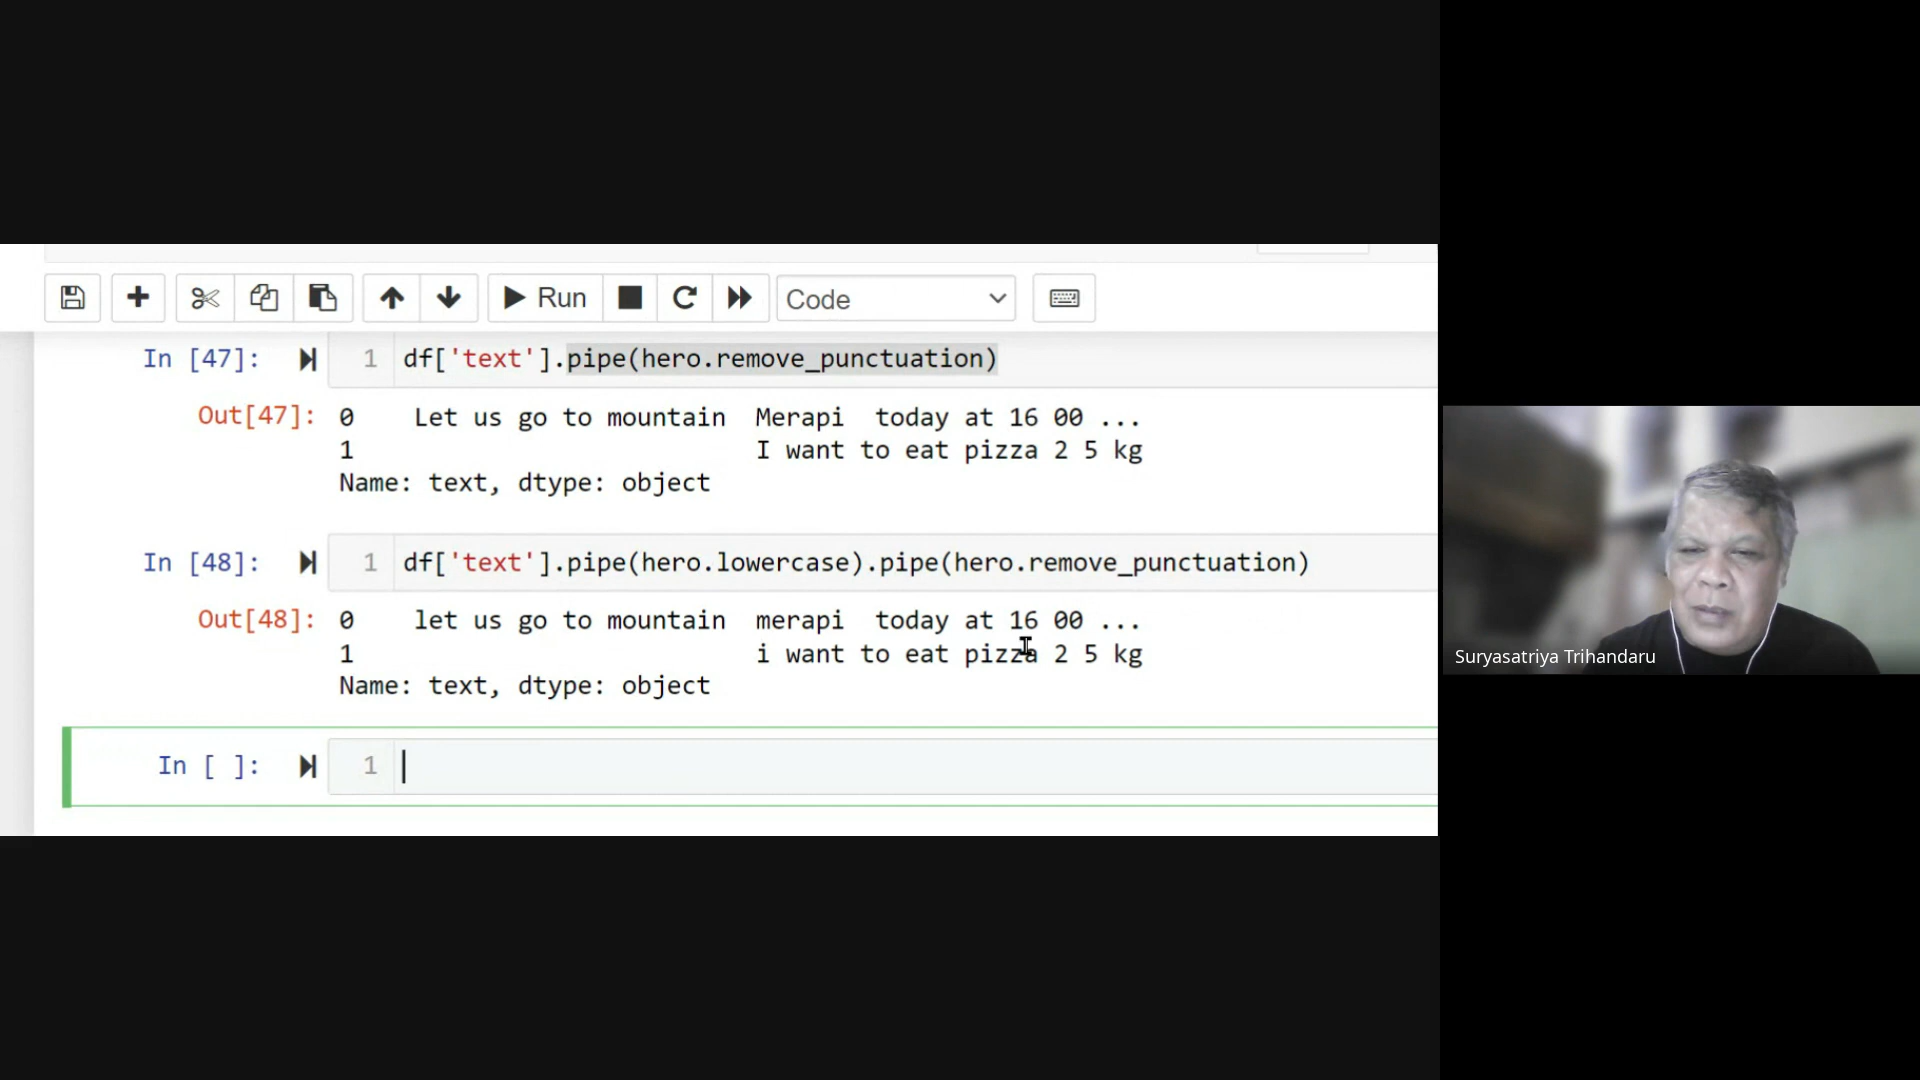 Run
Code
In [47]:
1 df['text'].pipe(hero.remove_punctuation)
Out[47]: 0    Let us go to mountain  Merapi  today at 16 00 ...
1                            I want to eat pizza 2 5 kg
Name: text, dtype: object
In [48]:
1 df['text'].pipe(hero.lowercase).pipe(hero.remove_punctuation)
Out[48]: 0    let us go to mountain  merapi  today at 16 00 ...
1                            i want to eat pizza 2 5 kg
Name: text, dtype: object
In [ ]:
1
Suryasatriya Trihandaru